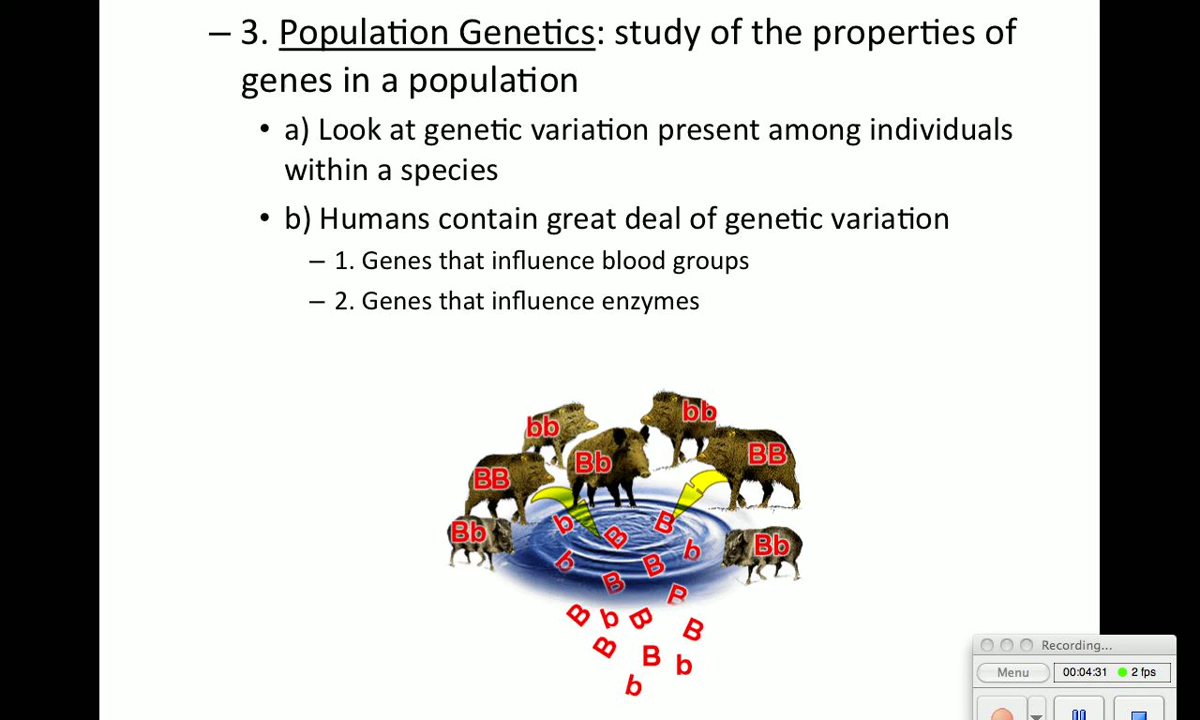 – 3. Population Genetics: study of the properties of
genes in a population
• a) Look at genetic variation present among individuals
within a species
• b) Humans contain great deal of genetic variation
– 1. Genes that influence blood groups
– 2. Genes that influence enzymes
bb
bb
Bb
BB
BB
Bb
Bb
b
B
B
b
b
B
B
B
B
b
B
B
B
B
b
b
Recording...
Menu
00:04:31
2 fps